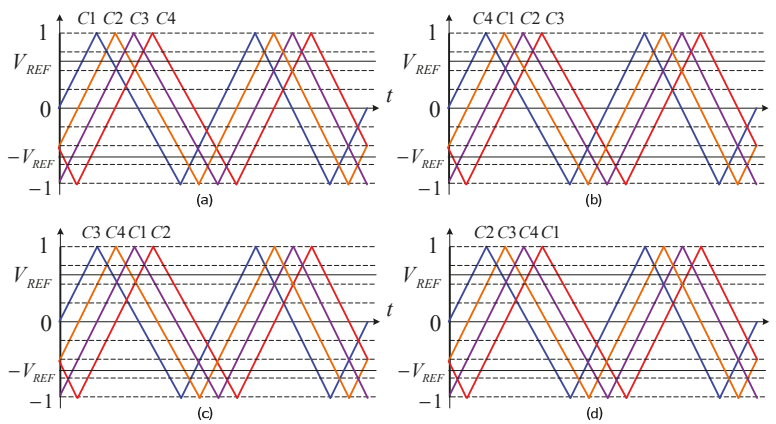 C1 C2 C3 C4
1
V_REF
0
t
-V_REF
-1
(a)
C4 C1 C2 C3
1
V_REF
0
t
-V_REF
-1
(b)
C3 C4 C1 C2
1
V_REF
0
t
-V_REF
-1
(c)
C2 C3 C4 C1
1
V_REF
0
-V_REF
-1
(d)